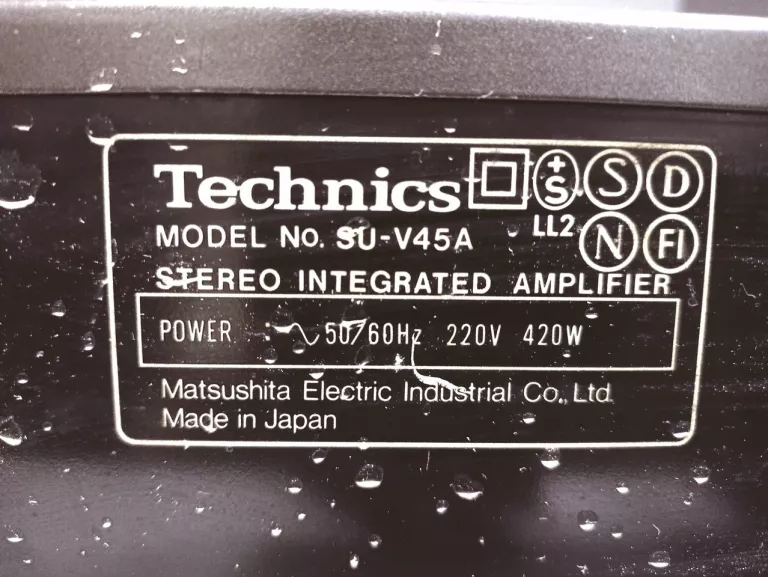 Technics +S S D
LL2 N FI
MODEL No. SU-V45A
STEREO INTEGRATED AMPLIFIER
POWER : ~ 50/60Hz 220V 420W
Matsushita Electric Industrial Co., Ltd.
Made in Japan